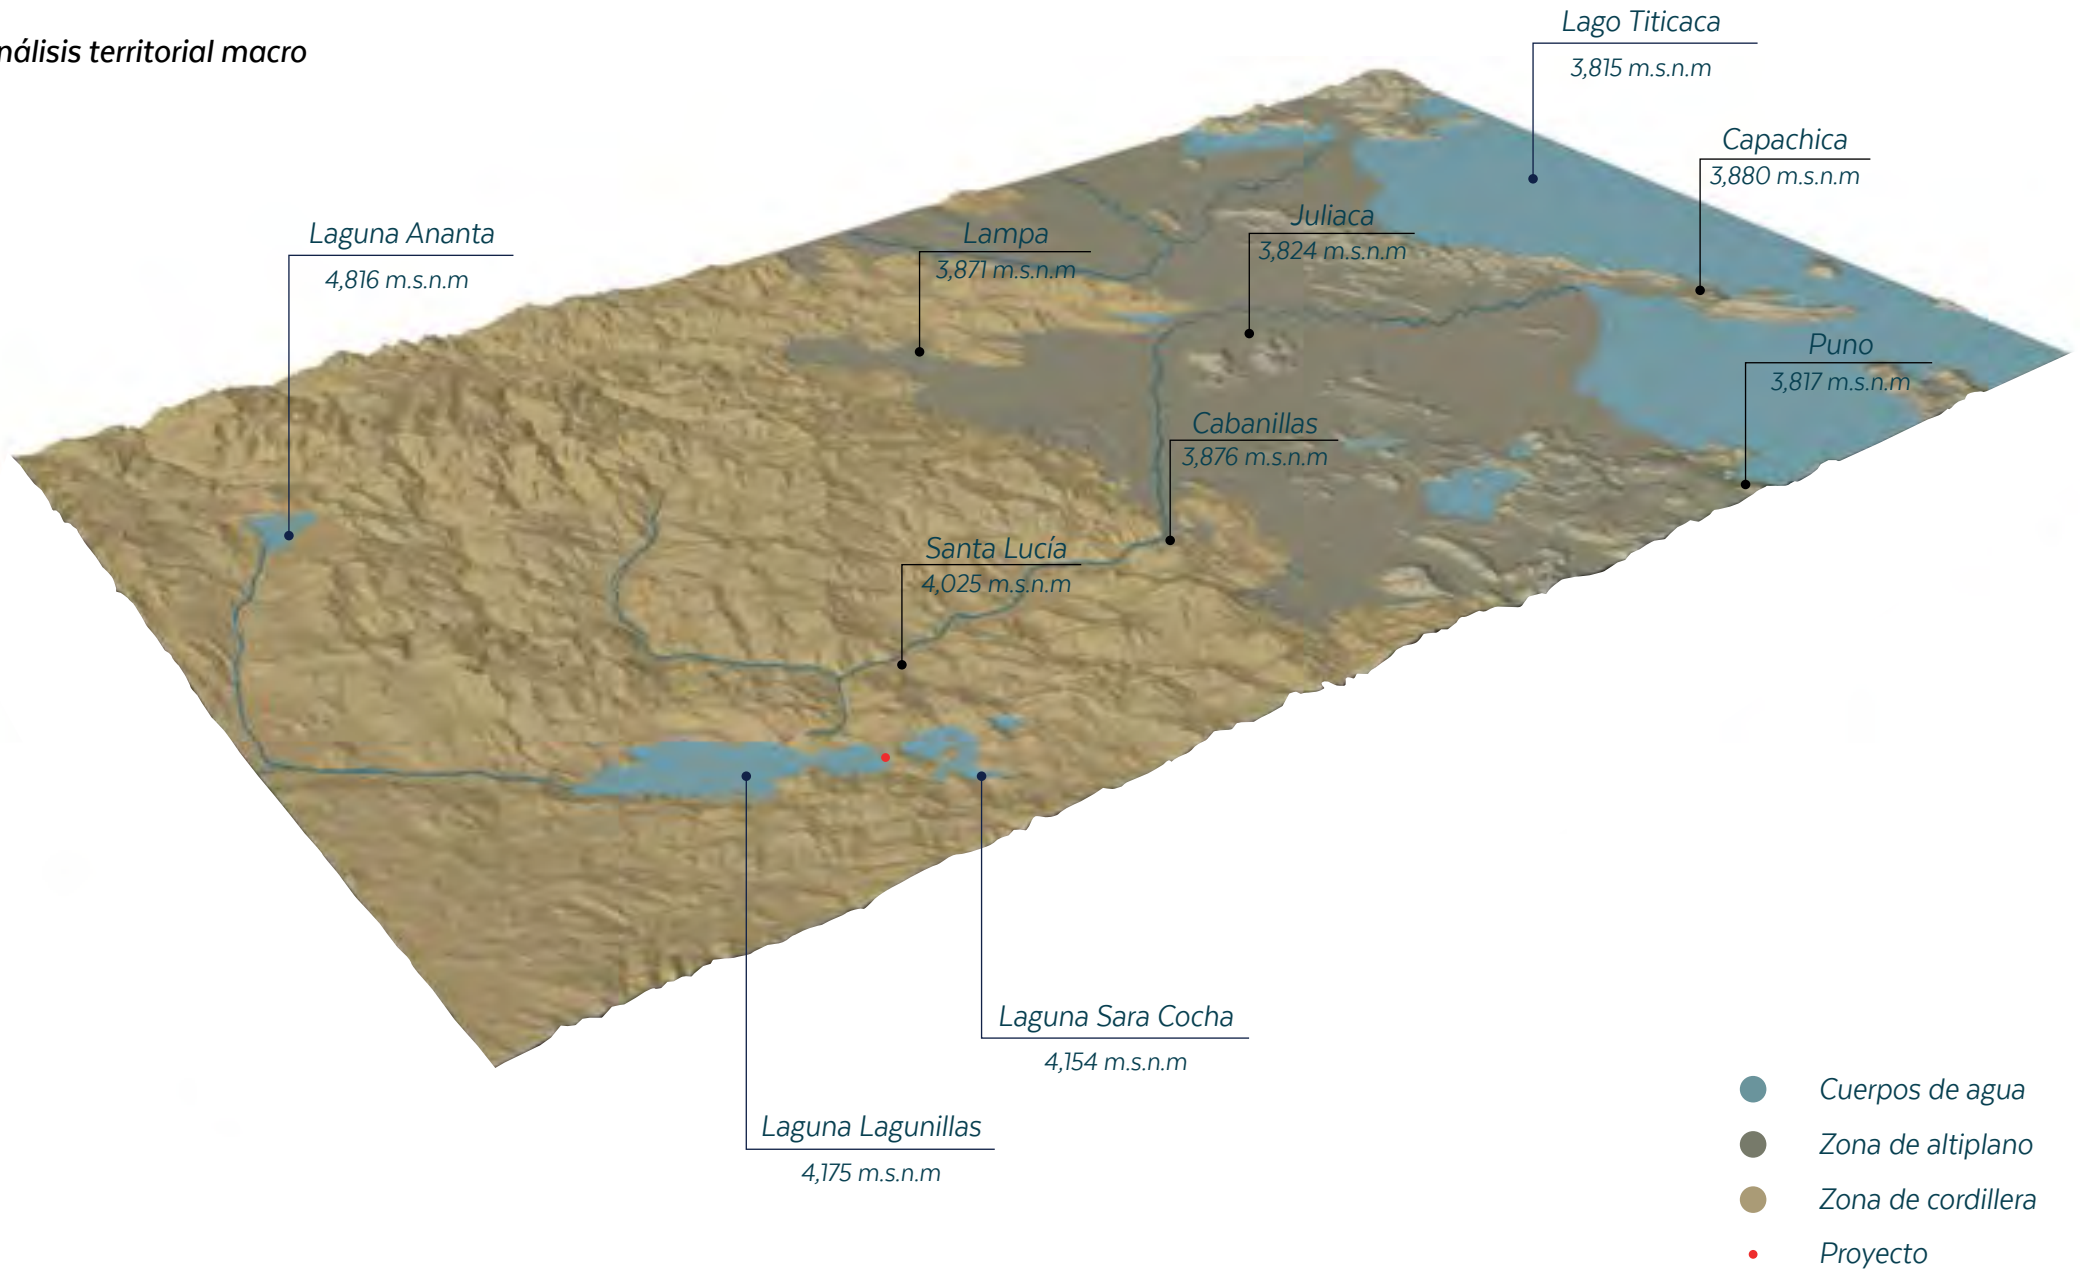 nálisis territorial macro
Lago Titicaca
3,815 m.s.n.m
Capachica
3,880 m.s.n.m
Juliaca
3,824 m.s.n.m
Lampa
3,871 m.s.n.m
Laguna Ananta
4,816 m.s.n.m
Puno
3,817 m.s.n.m
Cabanillas
3,876 m.s.n.m
Santa Lucía
4,025 m.s.n.m
Laguna Sara Cocha
4,154 m.s.n.m
Laguna Lagunillas
4,175 m.s.n.m
Cuerpos de agua
Zona de altiplano
Zona de cordillera
Proyecto